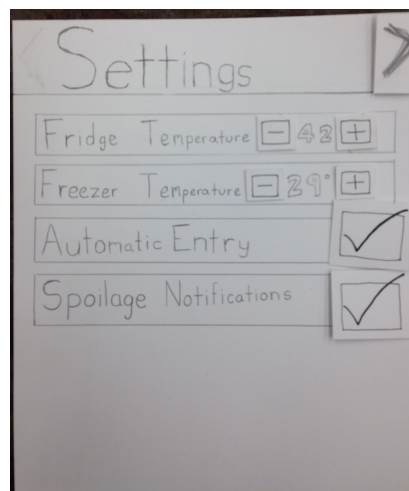 Settings
Fridge Temperature - 42 +
Freezer Temperature - 29° +
Automatic Entry
Spoilage Notifications